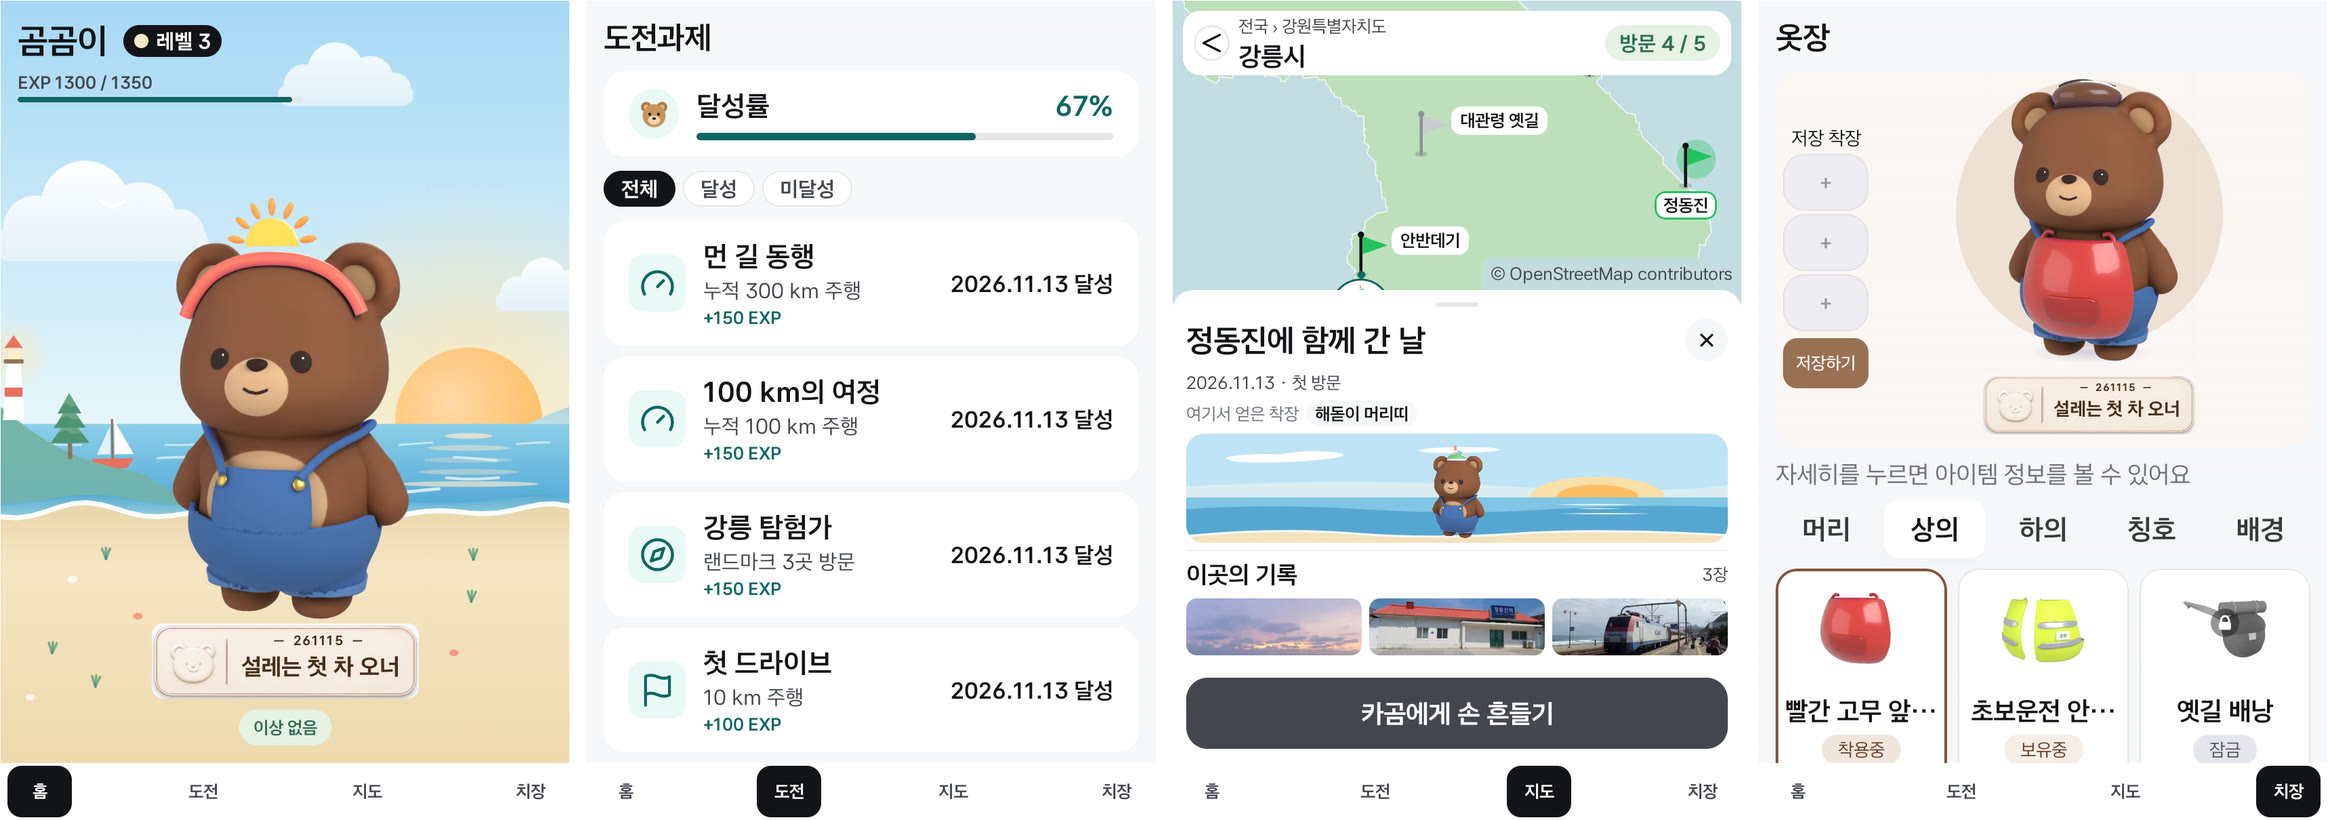 곰곰이
레벨 3
EXP 1300 / 1350
261115
설레는 첫 차 오너
이상 없음
홈
도전
지도
치장
도전과제
달성률
67%
전체
달성
미달성
먼 길 동행
누적 300 km 주행
+150 EXP
2026.11.13 달성
100 km의 여정
누적 100 km 주행
+150 EXP
2026.11.13 달성
강릉 탐험가
랜드마크 3곳 방문
+150 EXP
2026.11.13 달성
첫 드라이브
10 km 주행
+100 EXP
2026.11.13 달성
홈
도전
지도
치장
<
전국 › 강원특별자치도
강릉시
방문 4 / 5
대관령 옛길
정동진
안반데기
© OpenStreetMap contributors
정동진에 함께 간 날
2026.11.13 · 첫 방문
여기서 얻은 착장
해돋이 머리띠
이곳의 기록
3장
카곰에게 손 흔들기
홈
도전
지도
치장
옷장
저장 착장
+
+
+
저장하기
261115
설레는 첫 차 오너
자세히를 누르면 아이템 정보를 볼 수 있어요
머리
상의
하의
칭호
배경
빨간 고무 앞···
착용중
초보운전 안···
보유중
옛길 배낭
잠금
홈
도전
지도
치장